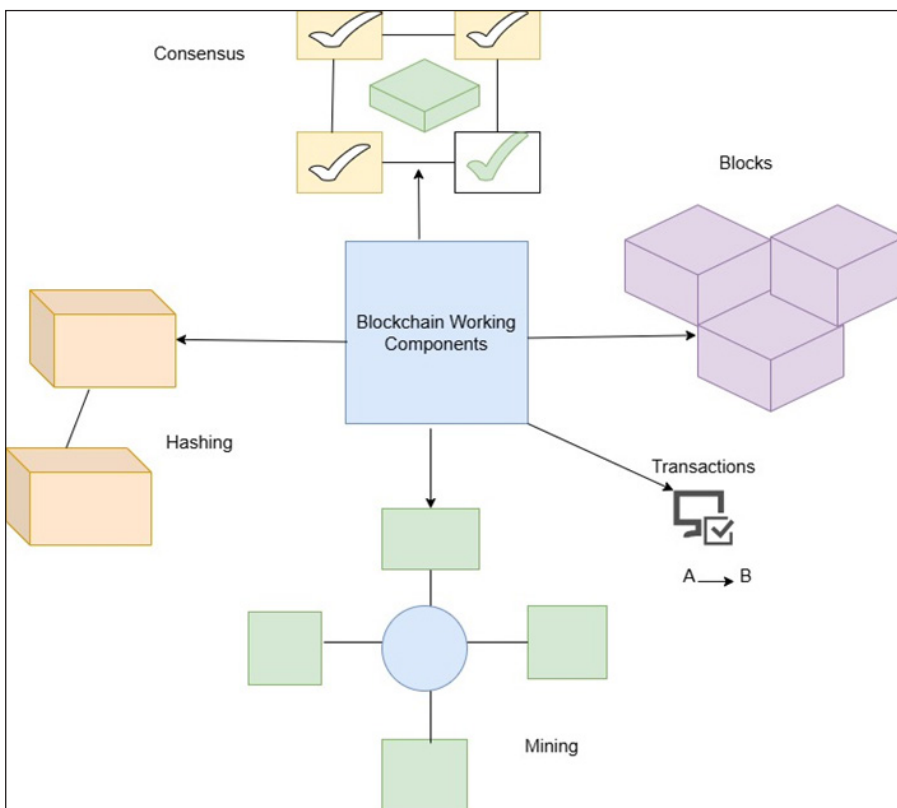 Consensus
Blocks
Blockchain Working
Components
Hashing
Transactions
A B
Mining